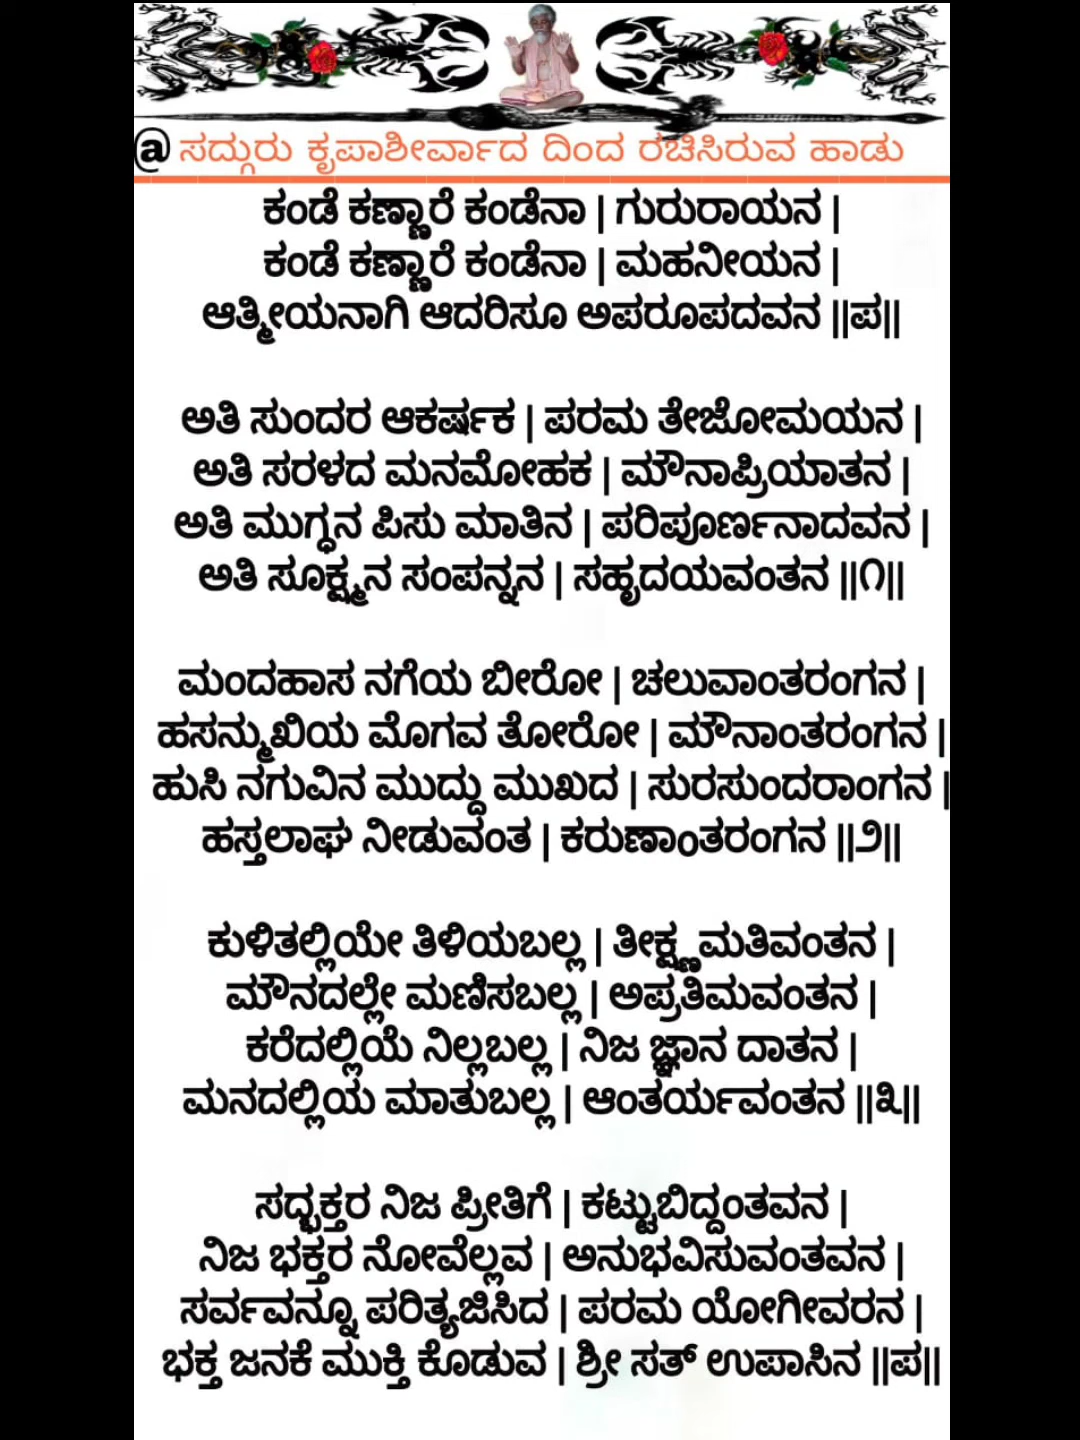 @ ಸದ್ಗುರು ಕೃಪಾಶೀರ್ವಾದ ದಿಂದ ರಚಿಸಿರುವ ಹಾಡು
ಕಂಡೆ ಕಣ್ಣಾರೆ ಕಂಡೆನಾ | ಗುರುರಾಯನ |
ಕಂಡೆ ಕಣ್ಣಾರೆ ಕಂಡೆನಾ | ಮಹನೀಯನ |
ಆತ್ಮೀಯನಾಗಿ ಆದರಿಸೂ ಅಪರೂಪದವನ ||ಪ||
ಅತಿ ಸುಂದರ ಆಕರ್ಷಕ | ಪರಮ ತೇಜೋಮಯನ |
ಅತಿ ಸರಳದ ಮನಮೋಹಕ | ಮೌನಾಪ್ರಿಯಾತನ |
ಅತಿ ಮುಗ್ಧನ ಪಿಸು ಮಾತಿನ | ಪರಿಪೂರ್ಣನಾದವನ |
ಅತಿ ಸೂಕ್ಷ್ಮನ ಸಂಪನ್ನನ | ಸಹೃದಯವಂತನ ||೧||
ಮಂದಹಾಸ ನಗೆಯ ಬೀರೋ | ಚಲುವಾಂತರಂಗನ |
ಹಸನ್ಮುಖಿಯ ಮೊಗವ ತೋರೋ | ಮೌನಾಂತರಂಗನ |
ಹುಸಿ ನಗುವಿನ ಮುದ್ದು ಮುಖದ | ಸುರಸುಂದರಾಂಗನ |
ಹಸ್ತಲಾಘ ನೀಡುವಂತ | ಕರುಣಾಂತರಂಗನ ||೨||
ಕುಳಿತಲ್ಲಿಯೇ ತಿಳಿಯಬಲ್ಲ | ತೀಕ್ಷ್ಣಮತಿವಂತನ |
ಮೌನದಲ್ಲೇ ಮಣಿಸಬಲ್ಲ | ಅಪ್ರತಿಮವಂತನ |
ಕರೆದಲ್ಲಿಯೆ ನಿಲ್ಲಬಲ್ಲ | ನಿಜ ಜ್ಞಾನ ದಾತನ |
ಮನದಲ್ಲಿಯ ಮಾತುಬಲ್ಲ | ಆಂತರ್ಯವಂತನ ||೩||
ಸದ್ಭಕ್ತರ ನಿಜ ಪ್ರೀತಿಗೆ | ಕಟ್ಟುಬಿದ್ದಂತವನ |
ನಿಜ ಭಕ್ತರ ನೋವೆಲ್ಲವ | ಅನುಭವಿಸುವಂತವನ |
ಸರ್ವವನ್ನೂ ಪರಿತ್ಯಜಿಸಿದ | ಪರಮ ಯೋಗೀವರನ |
ಭಕ್ತ ಜನಕೆ ಮುಕ್ತಿ ಕೊಡುವ | ಶ್ರೀ ಸತ್ ಉಪಾಸಿನ ||ಪ||